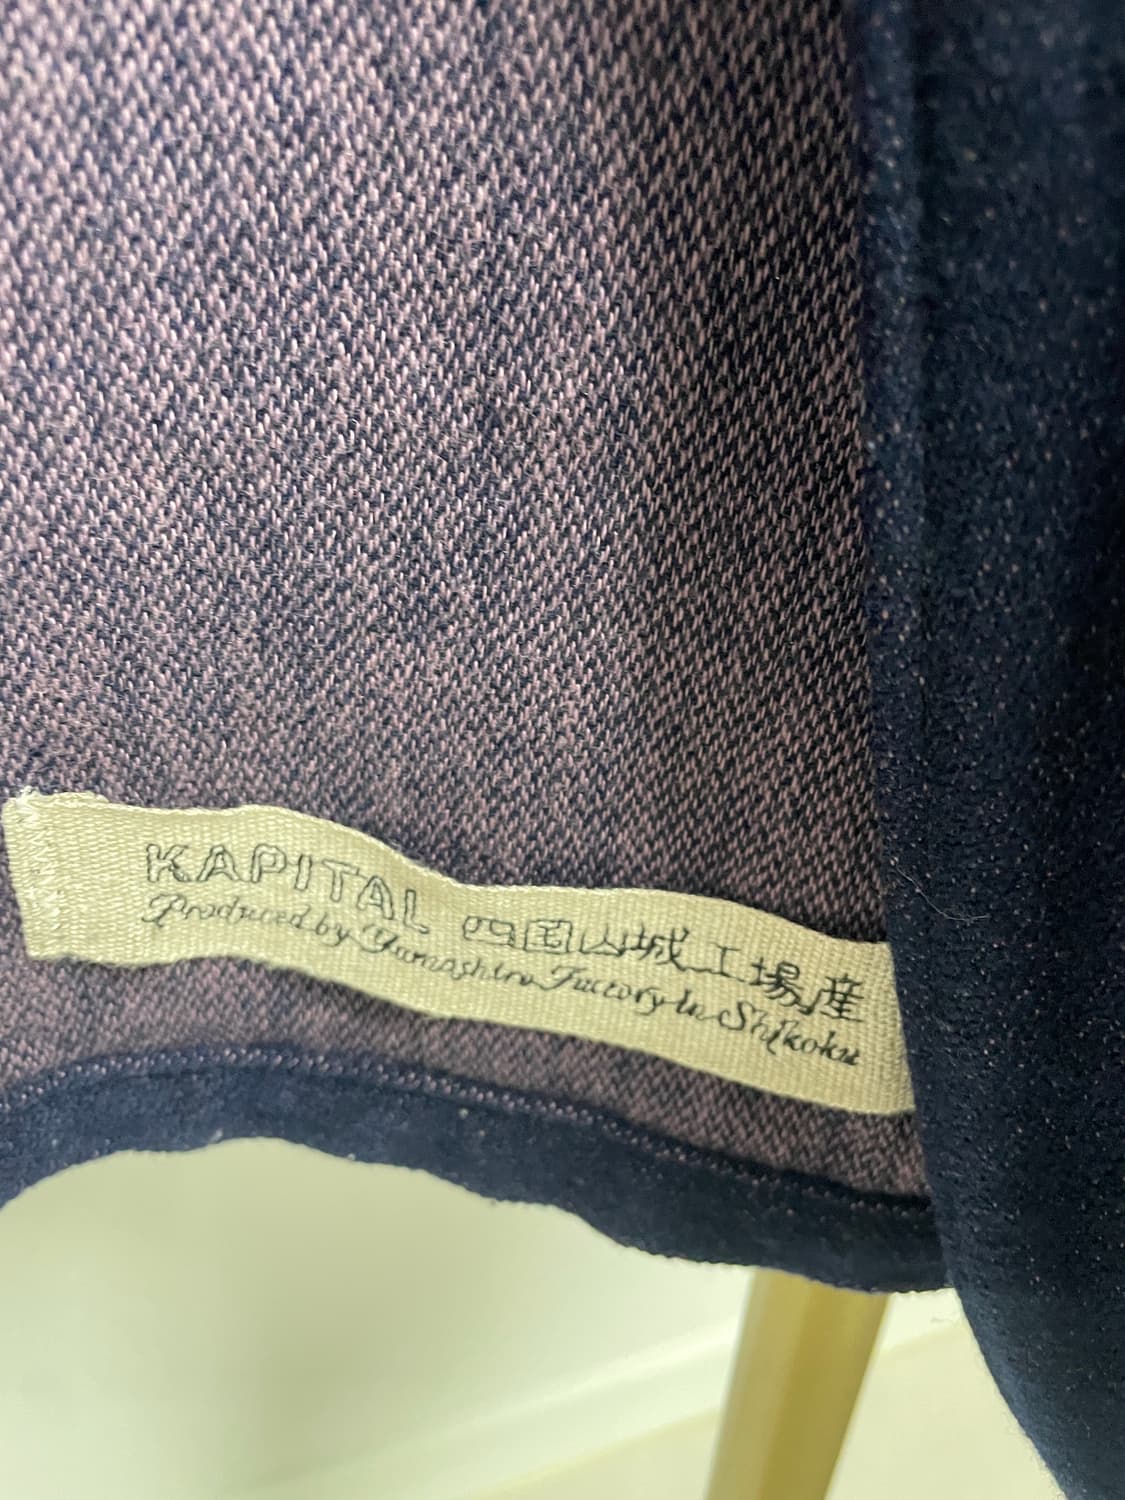 KAPITAL 四国山城工場産
Produced by Yamashiro Factory in Shikoku